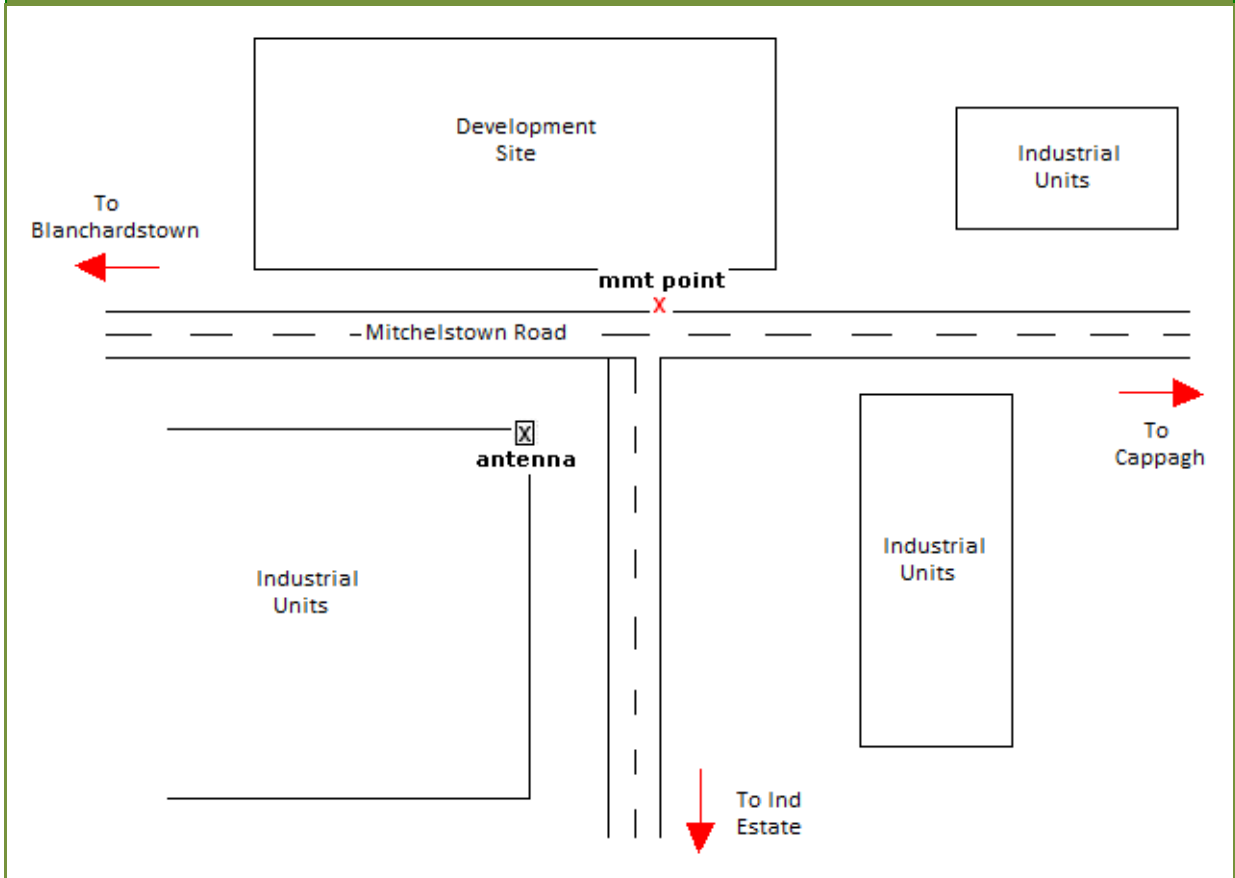 Development
Site
Industrial
Units
To
Blanchardstown
mmt point
X
Mitchelstown Road
To
Cappagh
X
antenna
Industrial
Units
Industrial
Units
To Ind
Estate